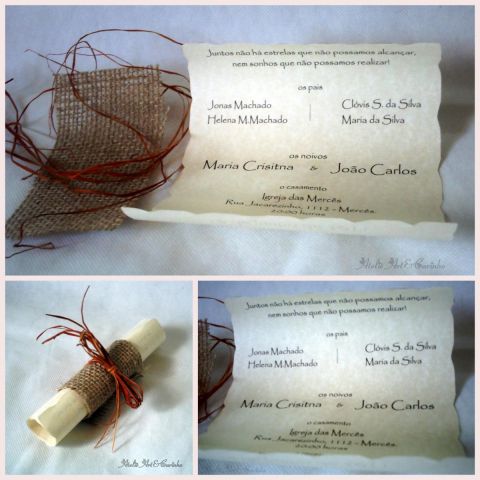 Juntos não há estrelas que não possamos alcançar,
nem sonhos que não possamos realizar!
os pais
Jonas Machado
Helena M.Machado
Clóvis S. da Silva
Maria da Silva
os noivos
Maria Crisitna & João Carlos
o casamento
Igreja das Mercês
Rua Jacarezinho, 1112 - Mercês.
20:00 horas
Juntos não há estrelas que não possamos alcançar,
nem sonhos que não possamos realizar!
os pais
Jonas Machado
Helena M.Machado
Clóvis S. da Silva
Maria da Silva
os noivos
Maria Crisitna & João Carlos
o casamento
Igreja das Mercês
Rua Jacarezinho, 1112 - Mercês.